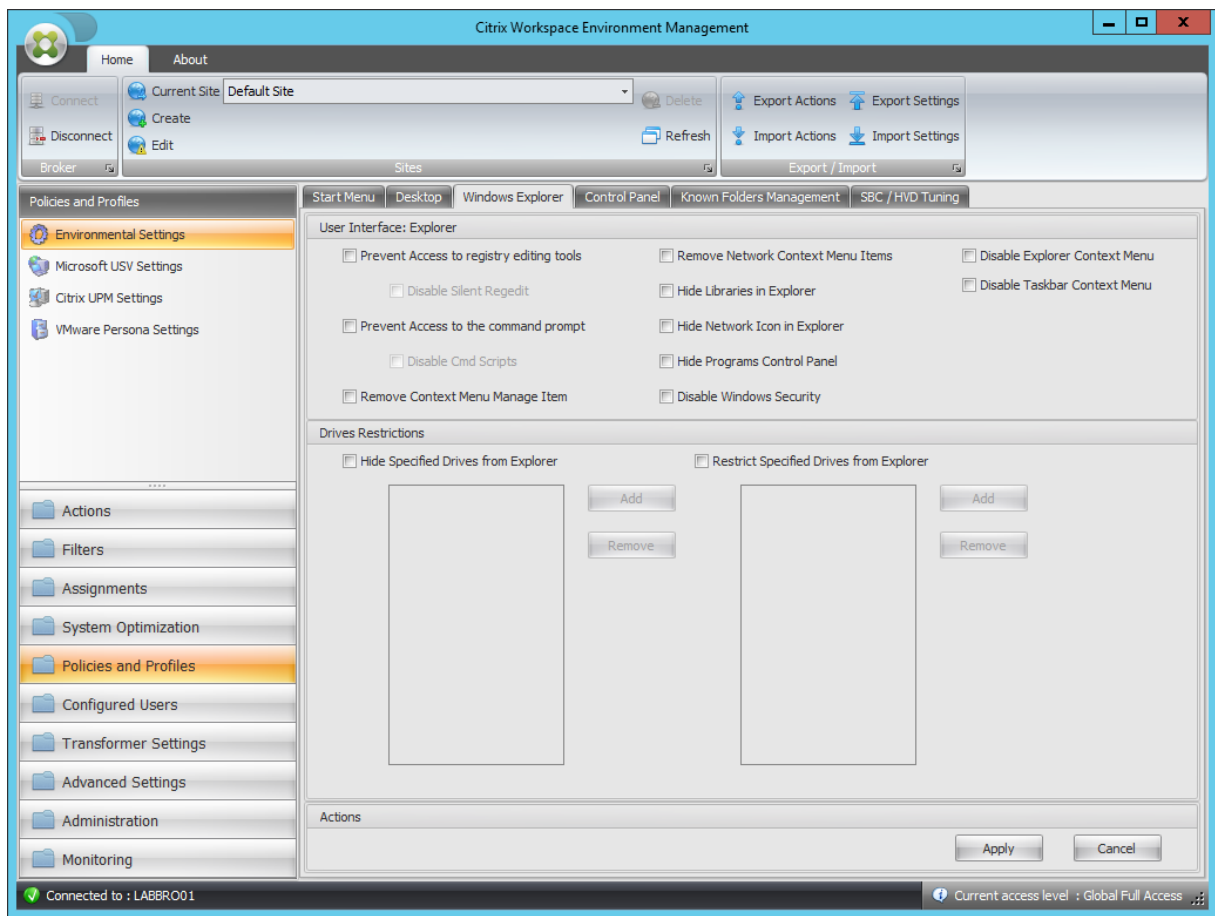 Citrix Workspace Environment Management
Home About
Connect
Disconnect
Broker
Current Site Default Site
Create
Edit
Delete
Refresh
Sites
Export Actions Export Settings
Import Actions Import Settings
Export / Import
Policies and Profiles
Environmental Settings
Microsoft USV Settings
Citrix UPM Settings
VMware Persona Settings
Actions
Filters
Assignments
System Optimization
Policies and Profiles
Configured Users
Transformer Settings
Advanced Settings
Administration
Monitoring
Start Menu Desktop Windows Explorer Control Panel Known Folders Management SBC / HVD Tuning
User Interface: Explorer
Prevent Access to registry editing tools Remove Network Context Menu Items Disable Explorer Context Menu
Disable Silent Regedit Hide Libraries in Explorer Disable Taskbar Context Menu
Prevent Access to the command prompt Hide Network Icon in Explorer
Disable Cmd Scripts Hide Programs Control Panel
Remove Context Menu Manage Item Disable Windows Security
Drives Restrictions
Hide Specified Drives from Explorer Restrict Specified Drives from Explorer
Add Add
Remove Remove
Actions
Apply Cancel
Connected to : LABBRO01 Current access level : Global Full Access